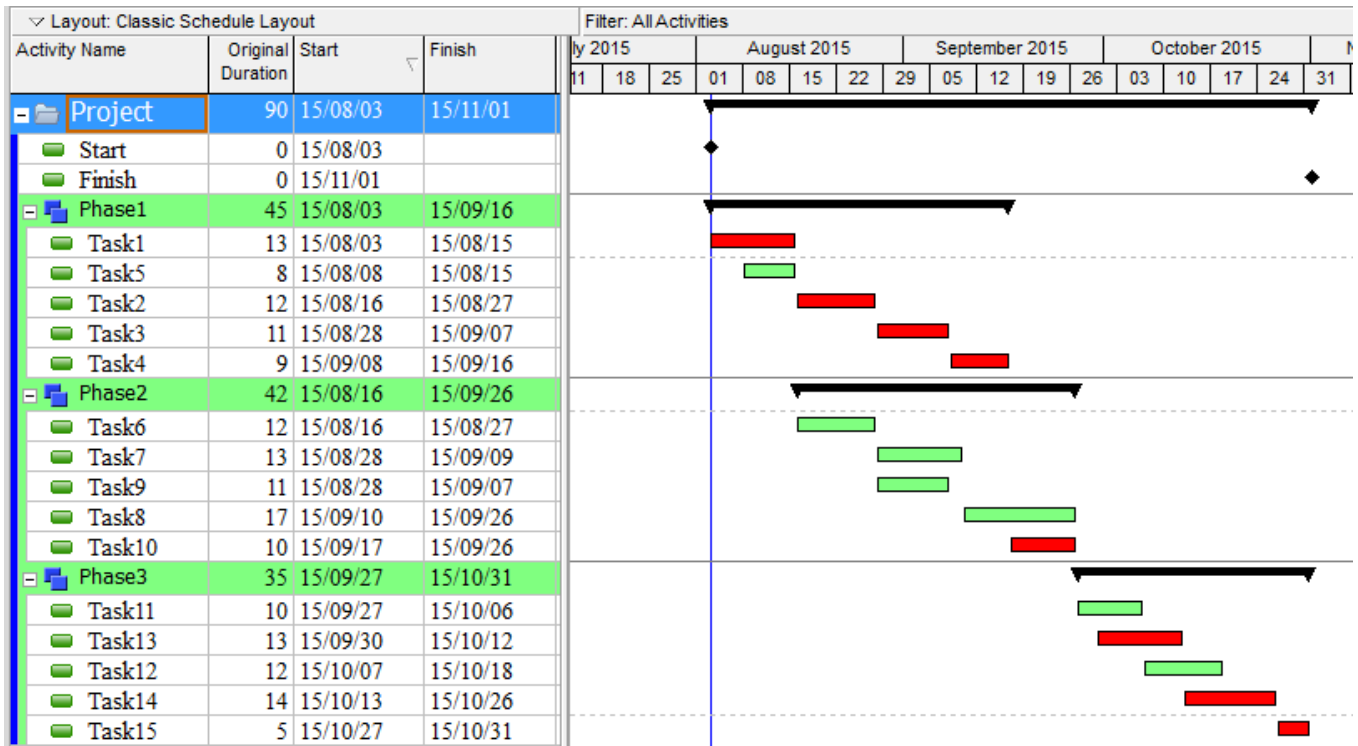 Layout: Classic Schedule Layout Filter: All Activities
Activity Name Original Duration Start Finish ly 2015 August 2015 September 2015 October 2015 N
11 18 25 01 08 15 22 29 05 12 19 26 03 10 17 24 31
Project 90 15/08/03 15/11/01
Start 0 15/08/03
Finish 0 15/11/01
Phase1 45 15/08/03 15/09/16
Task1 13 15/08/03 15/08/15
Task5 8 15/08/08 15/08/15
Task2 12 15/08/16 15/08/27
Task3 11 15/08/28 15/09/07
Task4 9 15/09/08 15/09/16
Phase2 42 15/08/16 15/09/26
Task6 12 15/08/16 15/08/27
Task7 13 15/08/28 15/09/09
Task9 11 15/08/28 15/09/07
Task8 17 15/09/10 15/09/26
Task10 10 15/09/17 15/09/26
Phase3 35 15/09/27 15/10/31
Task11 10 15/09/27 15/10/06
Task13 13 15/09/30 15/10/12
Task12 12 15/10/07 15/10/18
Task14 14 15/10/13 15/10/26
Task15 5 15/10/27 15/10/31